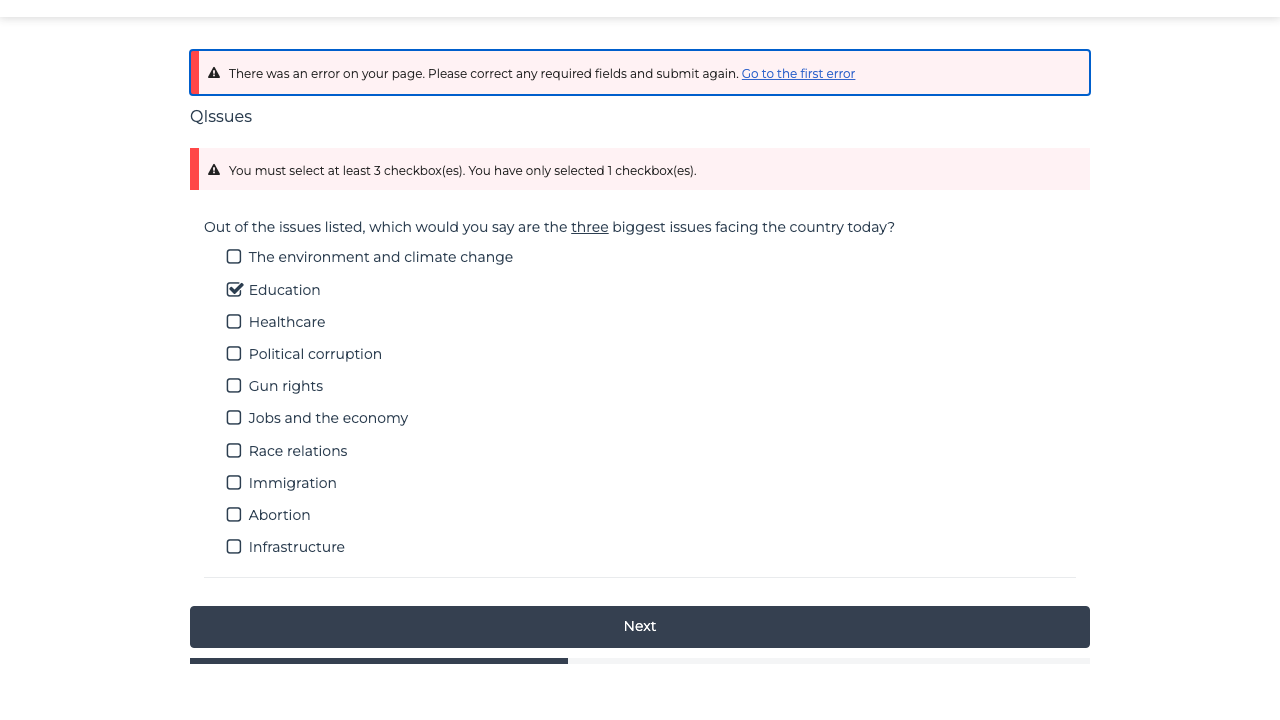 There was an error on your page. Please correct any required fields and submit again. Go to the first error
QIssues
You must select at least 3 checkbox(es). You have only selected 1 checkbox(es).
Out of the issues listed, which would you say are the three biggest issues facing the country today?
The environment and climate change
Education
Healthcare
Political corruption
Gun rights
Jobs and the economy
Race relations
Immigration
Abortion
Infrastructure
Next